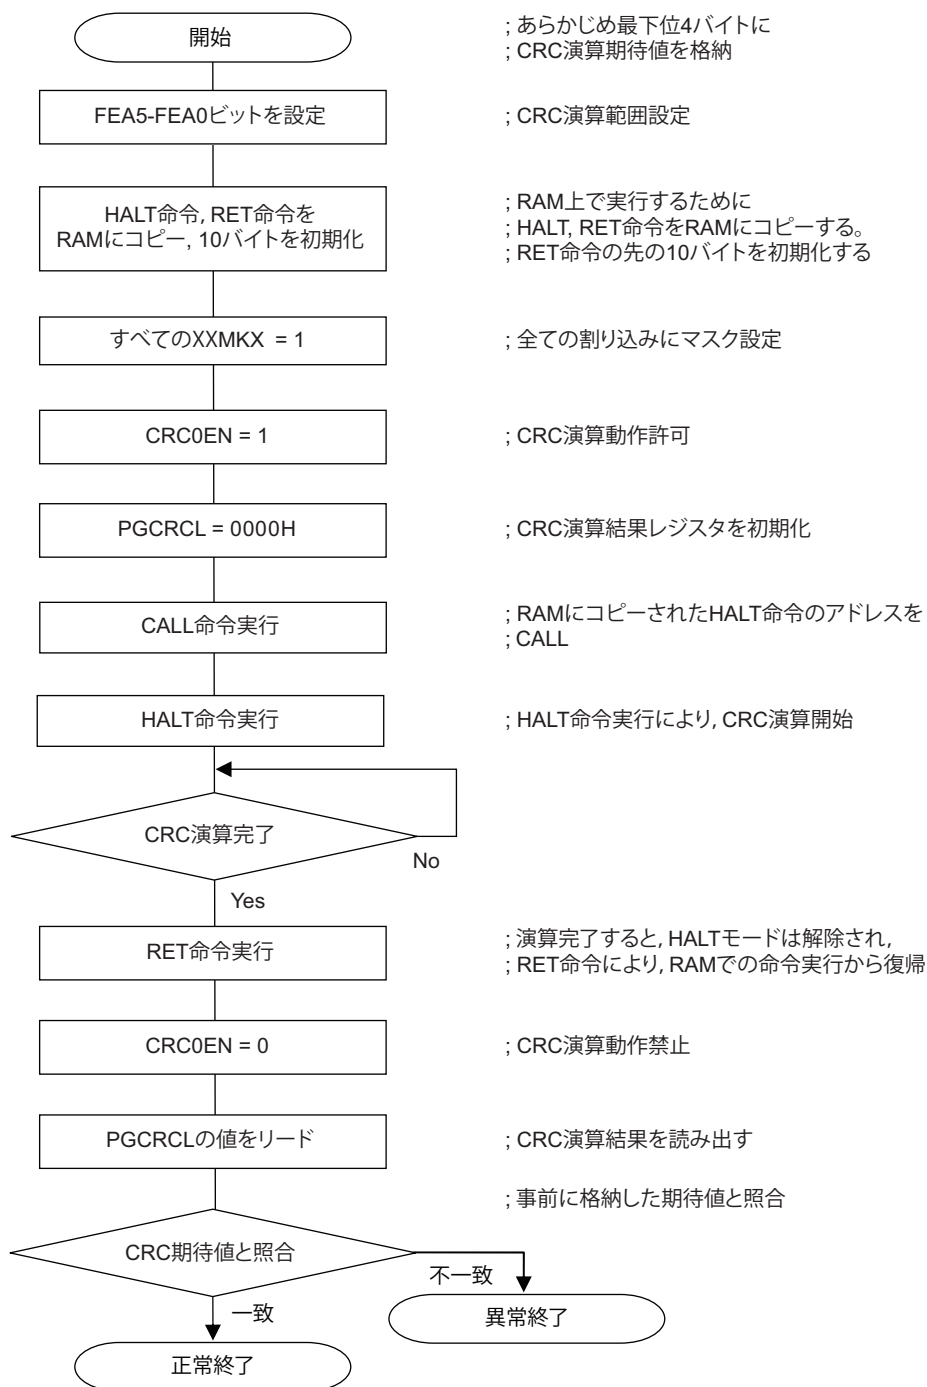 開始
; あらかじめ最下位4バイトに
; CRC演算期待値を格納
FEA5-FEA0ビットを設定
; CRC演算範囲設定
HALT命令, RET命令を
RAMにコピー, 10バイトを初期化
; RAM上で実行するために
; HALT, RET命令をRAMにコピーする。
; RET命令の先の10バイトを初期化する
すべてのXXMKX = 1
; 全ての割り込みにマスク設定
CRC0EN = 1
; CRC演算動作許可
PGCRCL = 0000H
; CRC演算結果レジスタを初期化
CALL命令実行
; RAMにコピーされたHALT命令のアドレスを
; CALL
HALT命令実行
; HALT命令実行により, CRC演算開始
CRC演算完了
No
Yes
RET命令実行
; 演算完了すると, HALTモードは解除され,
; RET命令により, RAMでの命令実行から復帰
CRC0EN = 0
; CRC演算動作禁止
PGCRCLの値をリード
; CRC演算結果を読み出す
; 事前に格納した期待値と照合
CRC期待値と照合
不一致
一致
異常終了
正常終了